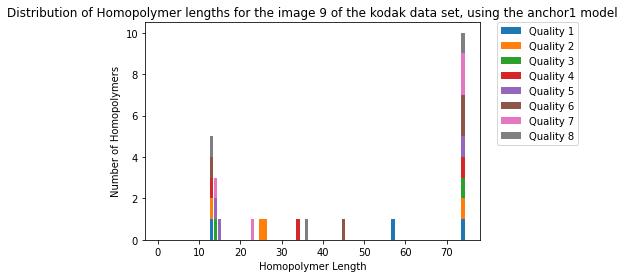 Distribution of Homopolymer lengths for the image 9 of the kodak data set, using the anchor1 model
Number of Homopolymers
10
8
6
4
2
0
0 10 20 30 40 50 60 70
Homopolymer Length
Quality 1
Quality 2
Quality 3
Quality 4
Quality 5
Quality 6
Quality 7
Quality 8